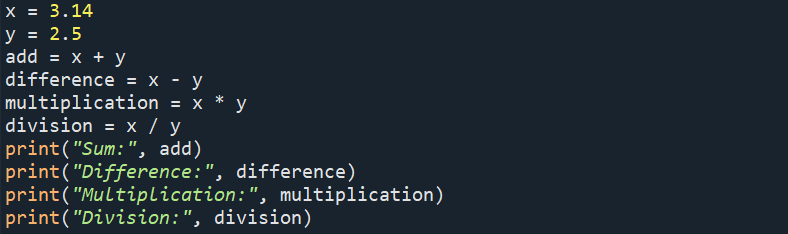 x = 3.14
y = 2.5
add = x + y
difference = x - y
multiplication = x * y
division = x / y
print("Sum:", add)
print("Difference:", difference)
print("Multiplication:", multiplication)
print("Division:", division)